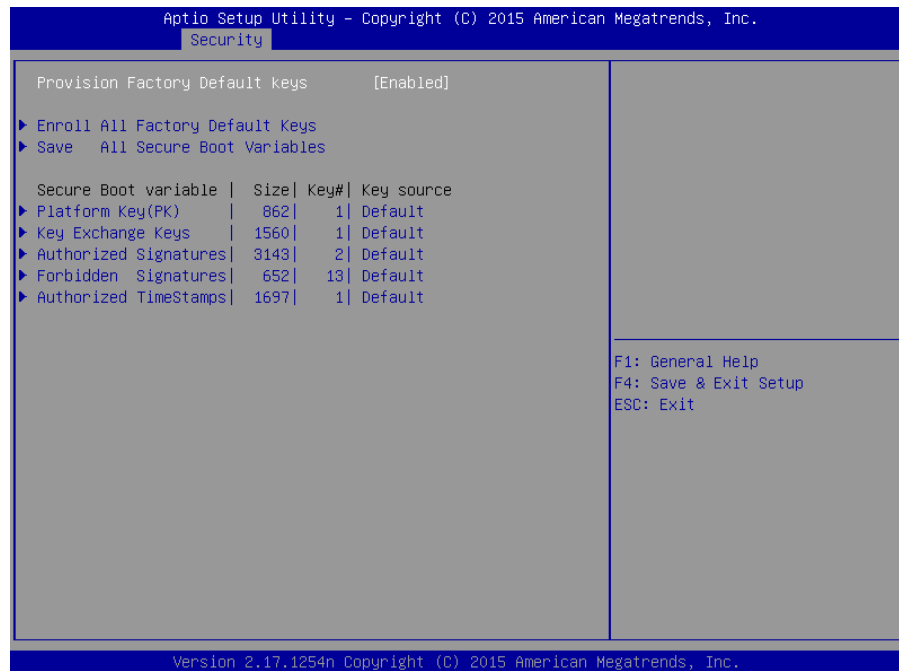 Aptio Setup Utility – Copyright (C) 2015 American Megatrends, Inc.
Security
Provision Factory Default keys [Enabled]
Enroll All Factory Default Keys
Save All Secure Boot Variables
Secure Boot variable | Size| Key#| Key source
Platform Key(PK) | 862| 1| Default
Key Exchange Keys | 1560| 1| Default
Authorized Signatures| 3143| 2| Default
Forbidden Signatures| 652| 13| Default
Authorized TimeStamps| 1697| 1| Default
F1: General Help
F4: Save & Exit Setup
ESC: Exit
Version 2.17.1254n Copyright (C) 2015 American Megatrends, Inc.